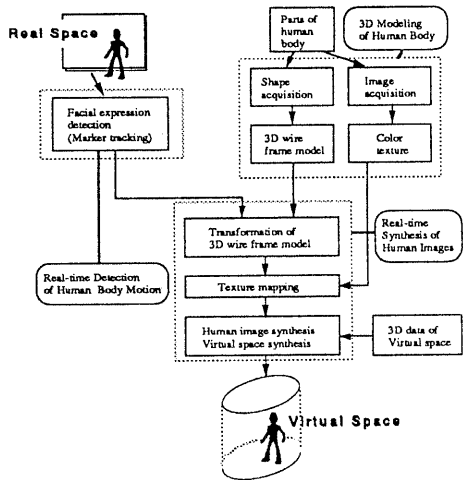 Real Space
Parts of
human
body
3D Modeling
of Human Body
Shape
acquisition
Image
acquisition
Facial expression
detection
(Marker tracking)
3D wire
frame model
Color
texture
Transformation of
3D wire frame model
Real-time
Synthesis of
Human Images
Real-time Detection
of Human Body Motion
Texture mapping
Human image synthesis
Virtual space synthesis
3D data of
Virtual space
Virtual Space